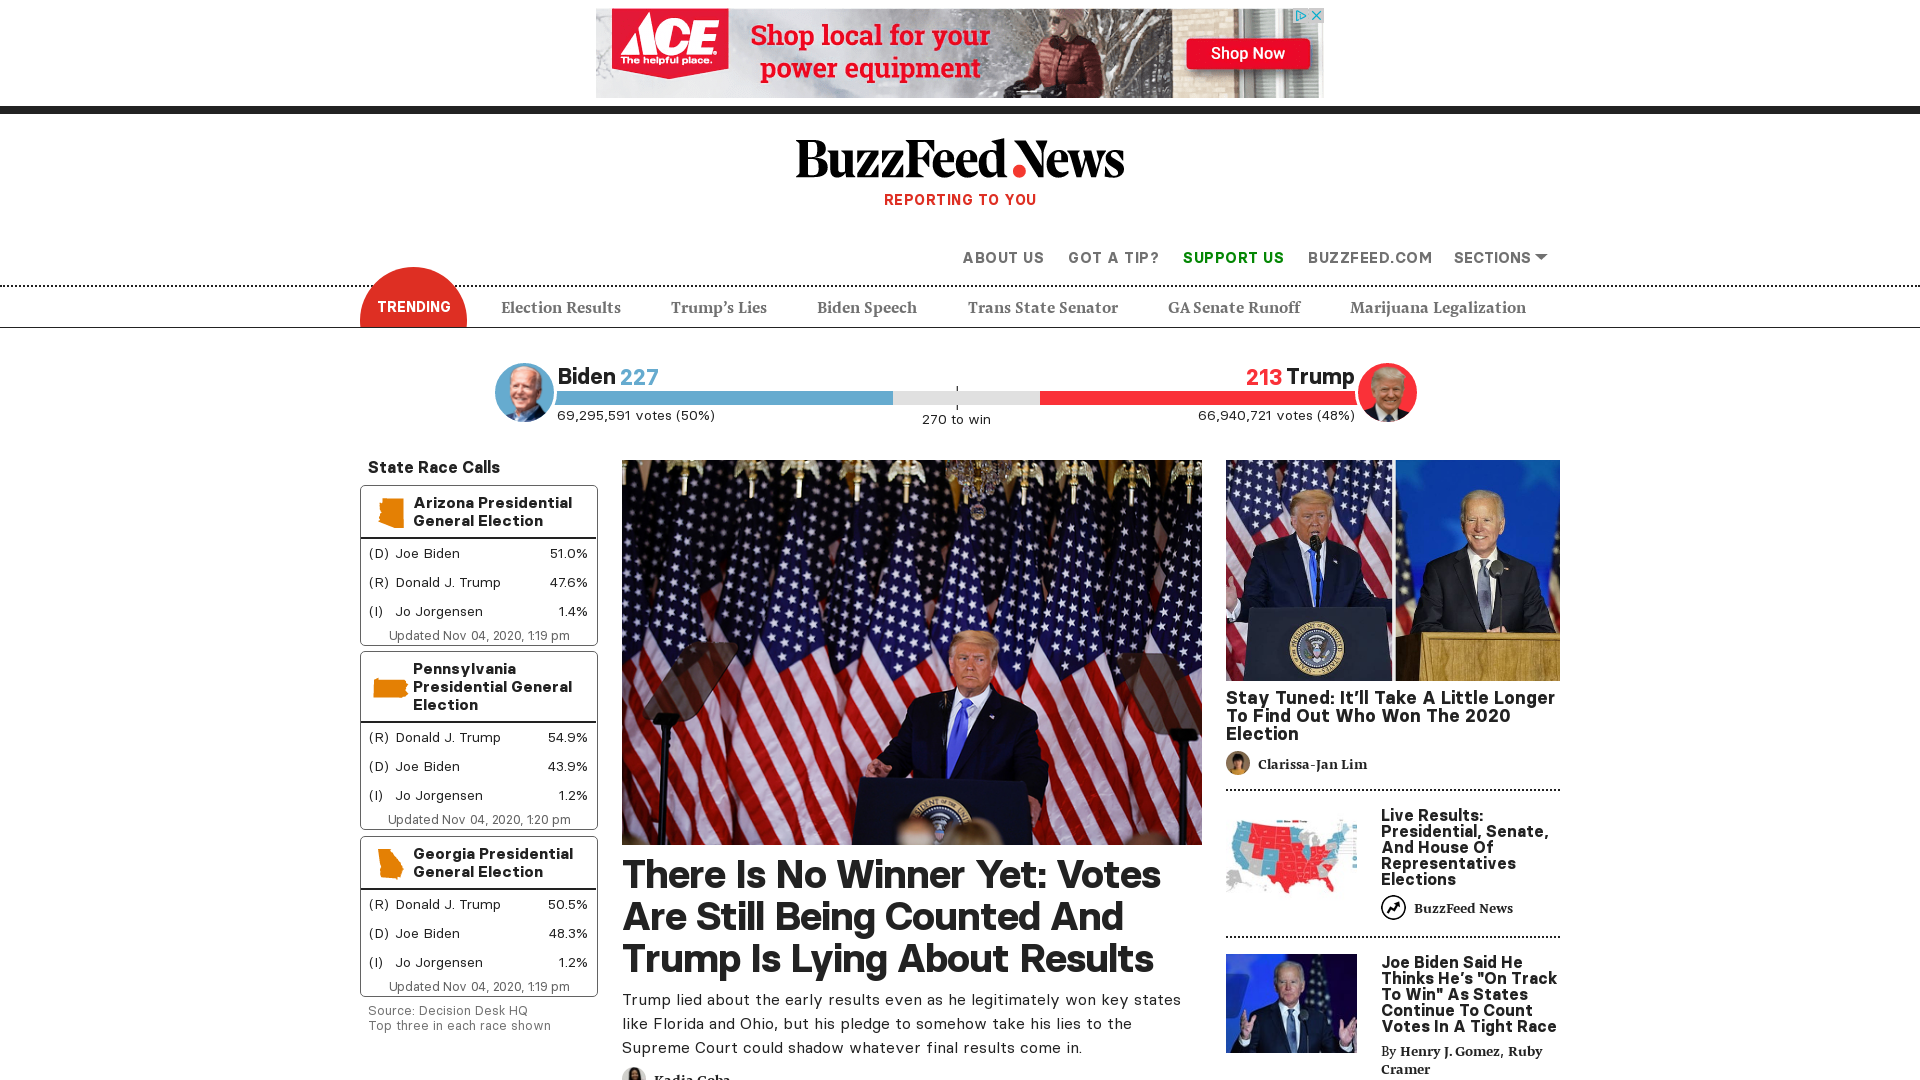 ACE
The helpful place.
Shop local for your
power equipment
Shop Now
BuzzFeed News
REPORTING TO YOU
ABOUT US
GOT A TIP?
SUPPORT US
BUZZFEED.COM
SECTIONS
TRENDING
Election Results
Trump’s Lies
Biden Speech
Trans State Senator
GA Senate Runoff
Marijuana Legalization
Biden 227
213 Trump
69,295,591 votes (50%)
270 to win
66,940,721 votes (48%)
State Race Calls
Arizona Presidential
General Election
(D) Joe Biden 51.0%
(R) Donald J. Trump 47.6%
(I) Jo Jorgensen 1.4%
Updated Nov 04, 2020, 1:19 pm
Pennsylvania
Presidential General
Election
(R) Donald J. Trump 54.9%
(D) Joe Biden 43.9%
(I) Jo Jorgensen 1.2%
Updated Nov 04, 2020, 1:20 pm
Georgia Presidential
General Election
(R) Donald J. Trump 50.5%
(D) Joe Biden 48.3%
(I) Jo Jorgensen 1.2%
Updated Nov 04, 2020, 1:19 pm
Source: Decision Desk HQ
Top three in each race shown
There Is No Winner Yet: Votes
Are Still Being Counted And
Trump Is Lying About Results
Trump lied about the early results even as he legitimately won key states
like Florida and Ohio, but his pledge to somehow take his lies to the
Supreme Court could shadow whatever final results come in.
Kadia Goba
Stay Tuned: It’ll Take A Little Longer
To Find Out Who Won The 2020
Election
Clarissa-Jan Lim
Live Results:
Presidential, Senate,
And House Of
Representatives
Elections
BuzzFeed News
Joe Biden Said He
Thinks He’s "On Track
To Win" As States
Continue To Count
Votes In A Tight Race
By Henry J. Gomez, Ruby
Cramer